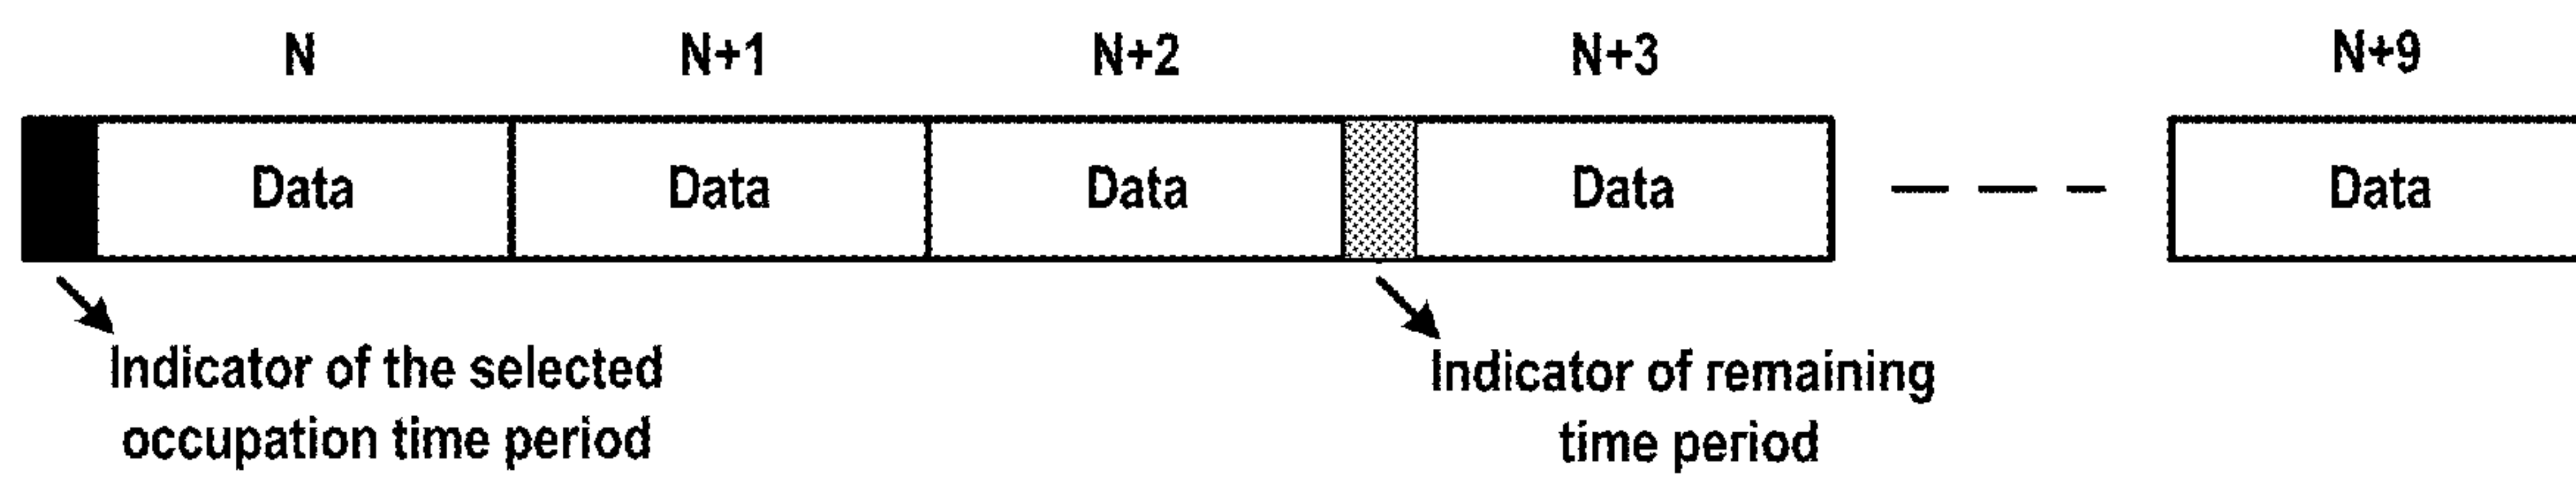 N N+1 N+2 N+3 N+9
Data Data Data Data Data
Indicator of the selected
occupation time period
Indicator of remaining
time period